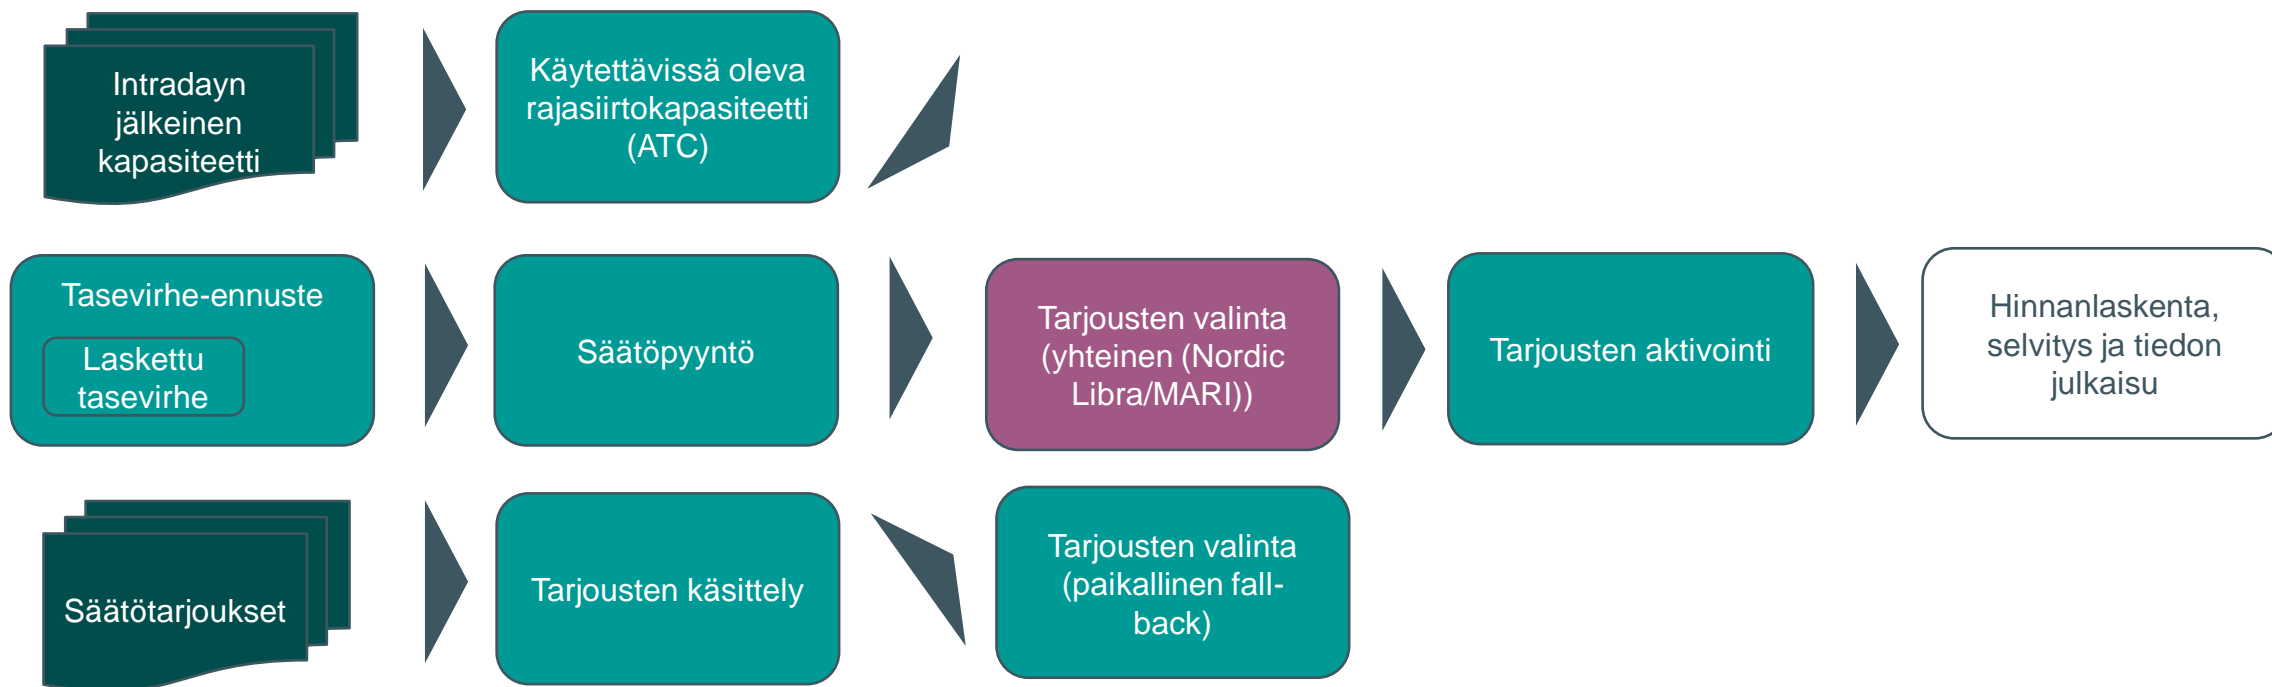 Intradayn
jälkeinen
kapasiteetti
Käytettävissä oleva
rajasiirtokapasiteetti
(ATC)
Tasevirhe-ennuste
Laskettu
tasevirhe
Säätöpyyntö
Tarjousten valinta
(yhteinen (Nordic
Libra/MARI))
Tarjousten aktivointi
Hinnanlaskenta,
selvitys ja tiedon
julkaisu
Säätötarjoukset
Tarjousten käsittely
Tarjousten valinta
(paikallinen fall-
back)